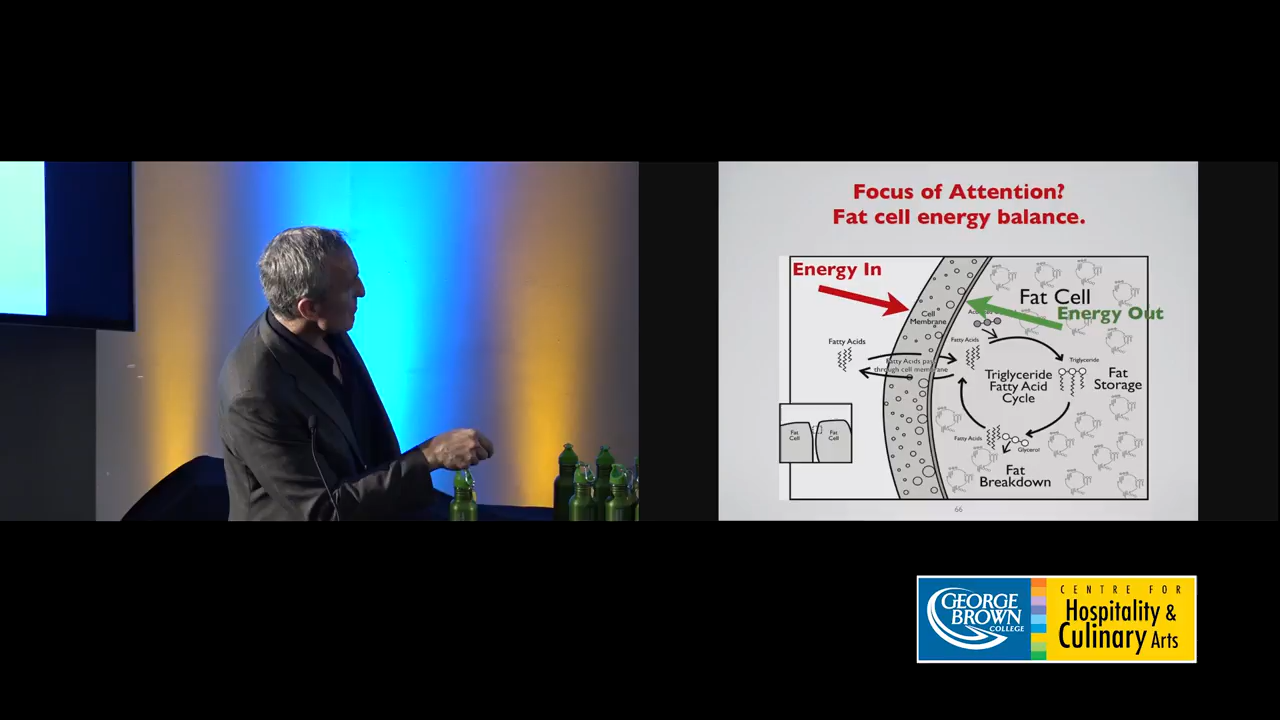 Focus of Attention?
Fat cell energy balance.
Energy In
Fat Cell
Energy Out
Cell
Membrane
Fatty Acids
Fatty Acids
Fatty Acids pass
through cell membrane
Triglyceride
Triglyceride
Fatty Acid
Cycle
Fat
Storage
Fat
Cell
Fat
Cell
Fatty Acids
Glycerol
Fat
Breakdown
66
GEORGE
BROWN
COLLEGE
CENTRE FOR
Hospitality &
Culinary Arts